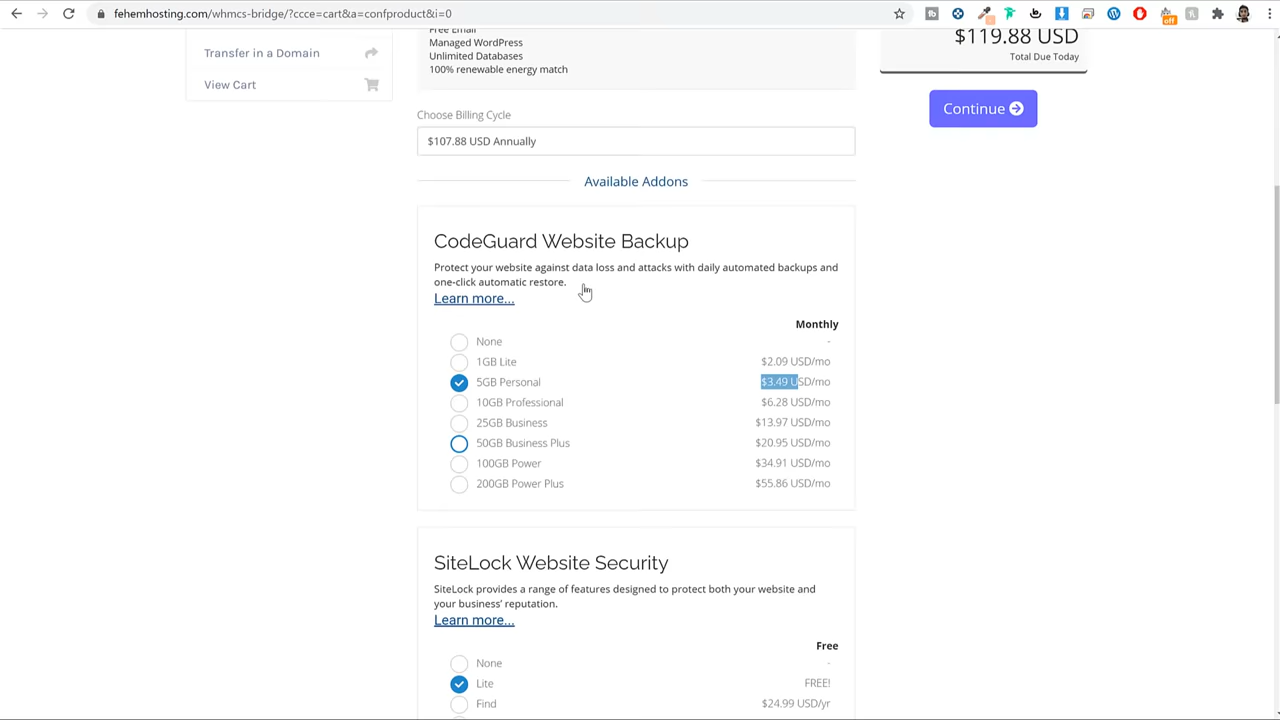 fehemhosting.com/whmcs-bridge/?ccce=cart&a=confproduct&i=0
off
Transfer in a Domain
View Cart
Free Email
Managed WordPress
Unlimited Databases
100% renewable energy match
$119.88 USD
Total Due Today
Continue
Choose Billing Cycle
$107.88 USD Annually
Available Addons
CodeGuard Website Backup
Protect your website against data loss and attacks with daily automated backups and
one-click automatic restore.
Learn more...
Monthly
None -
1GB Lite $2.09 USD/mo
5GB Personal $3.49 USD/mo
10GB Professional $6.28 USD/mo
25GB Business $13.97 USD/mo
50GB Business Plus $20.95 USD/mo
100GB Power $34.91 USD/mo
200GB Power Plus $55.86 USD/mo
SiteLock Website Security
SiteLock provides a range of features designed to protect both your website and
your business' reputation.
Learn more...
Free
None -
Lite FREE!
Find $24.99 USD/yr